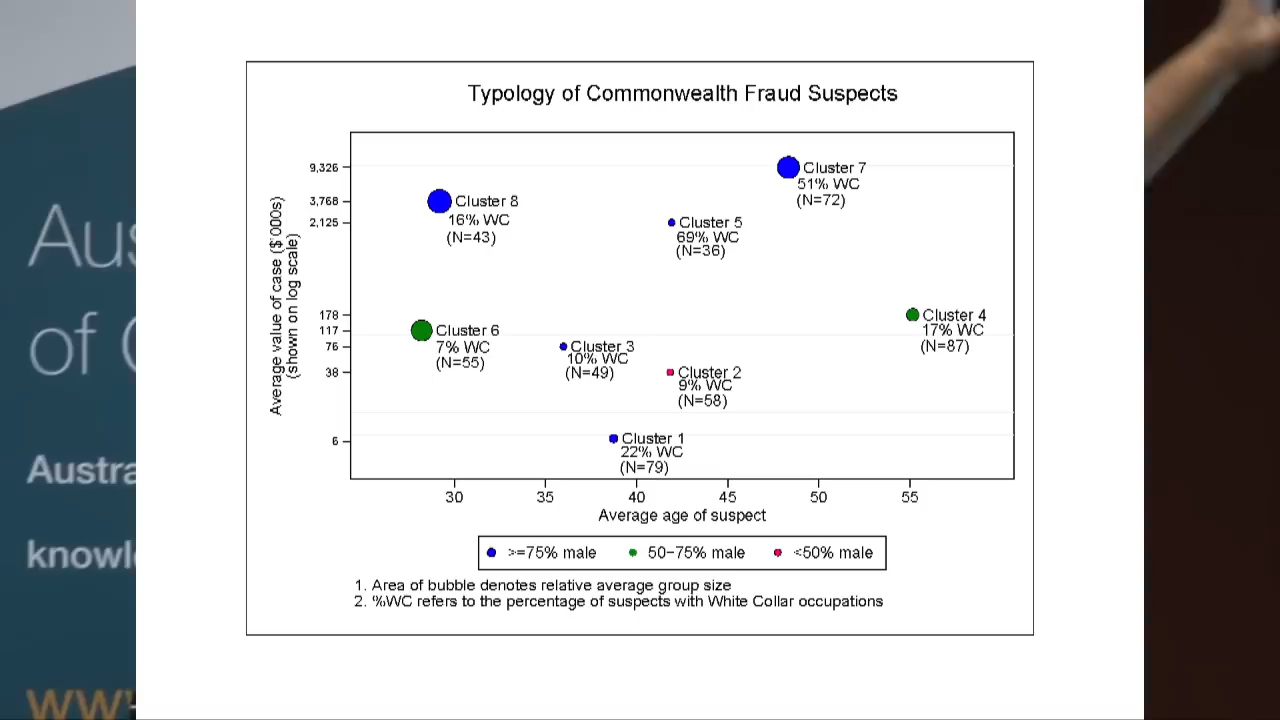 Typology of Commonwealth Fraud Suspects
Average value of case ($'000s)
(shown on log scale)
9,326
3,768
2,125
178
117
76
38
6
Cluster 7
51% WC
(N=72)
Cluster 8
16% WC
(N=43)
Cluster 5
69% WC
(N=36)
Cluster 4
17% WC
(N=87)
Cluster 6
7% WC
(N=55)
Cluster 3
10% WC
(N=49)
Cluster 2
9% WC
(N=58)
Cluster 1
22% WC
(N=79)
30 35 40 45 50 55
Average age of suspect
>=75% male 50-75% male <50% male
1. Area of bubble denotes relative average group size
2. %WC refers to the percentage of suspects with White Collar occupations
Aus
of
Austra
knowl